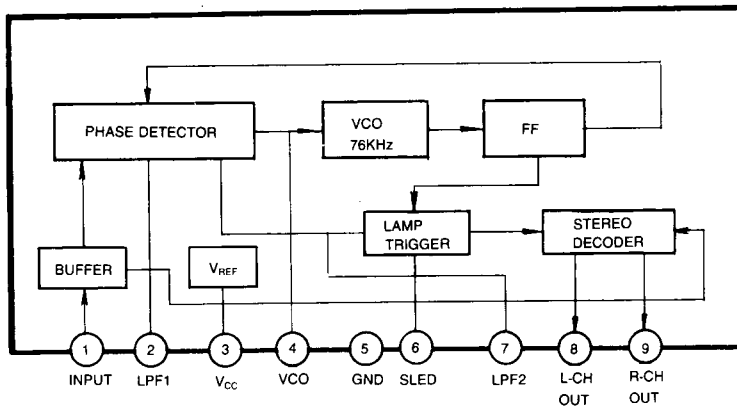 PHASE DETECTOR
VCO
76KHz
FF
LAMP
TRIGGER
STEREO
DECODER
BUFFER
VREF
1
2
3
4
5
6
7
8
9
INPUT
LPF1
VCC
VCO
GND
SLED
LPF2
L-CH
OUT
R-CH
OUT